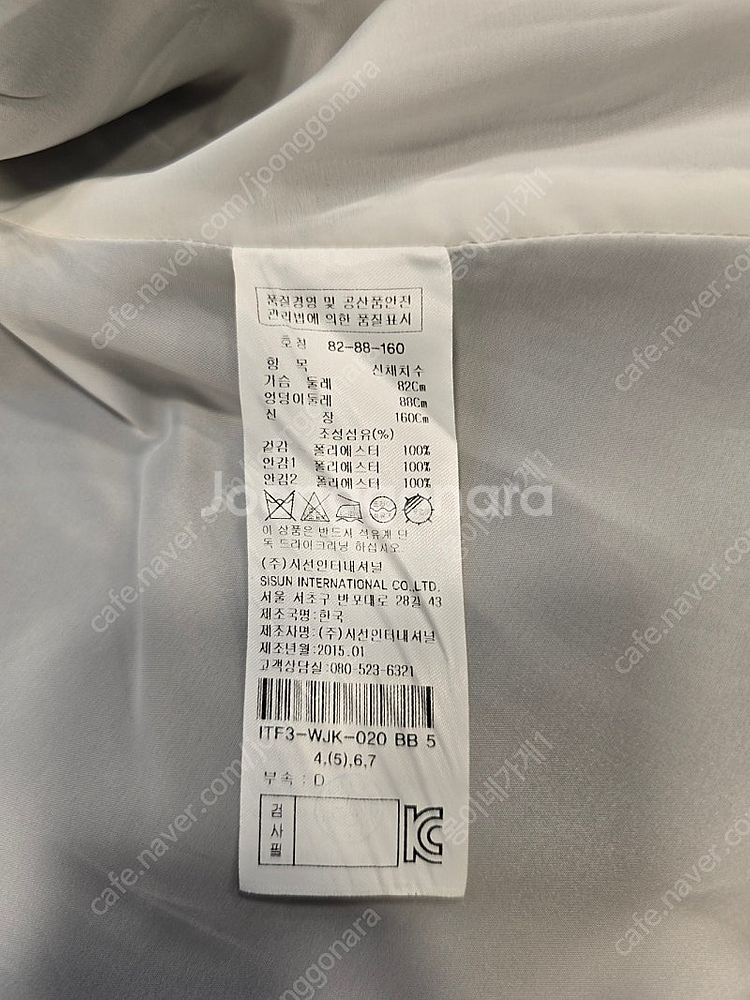 품질경영 및 공산품안전
관리법에 의한 품질표시
호칭 82-88-160
항 목 신체치수
가슴 둘레 82Cm
엉덩이둘레 88Cm
신 장 160Cm
조성섬유(%)
겉감 폴리에스터 100%
안감1 폴리에스터 100%
안감2 폴리에스터 100%
Joonggonara
이 상품은 반드시 석유계 단
독 드라이크리닝 하십시오.
(주)시선인터내셔널
SISUN INTERNATIONAL CO.,LTD.
서울 서초구 반포대로 28길 43
제조국명:한국
제조사명:(주)시선인터내셔널
제조년월:2015.01
고객상담실:080-523-6321
ITF3-WJK-020 BB 5
4,(5),6,7
부속 : D
검사필
KC
cafe.naver.com/joonggonara